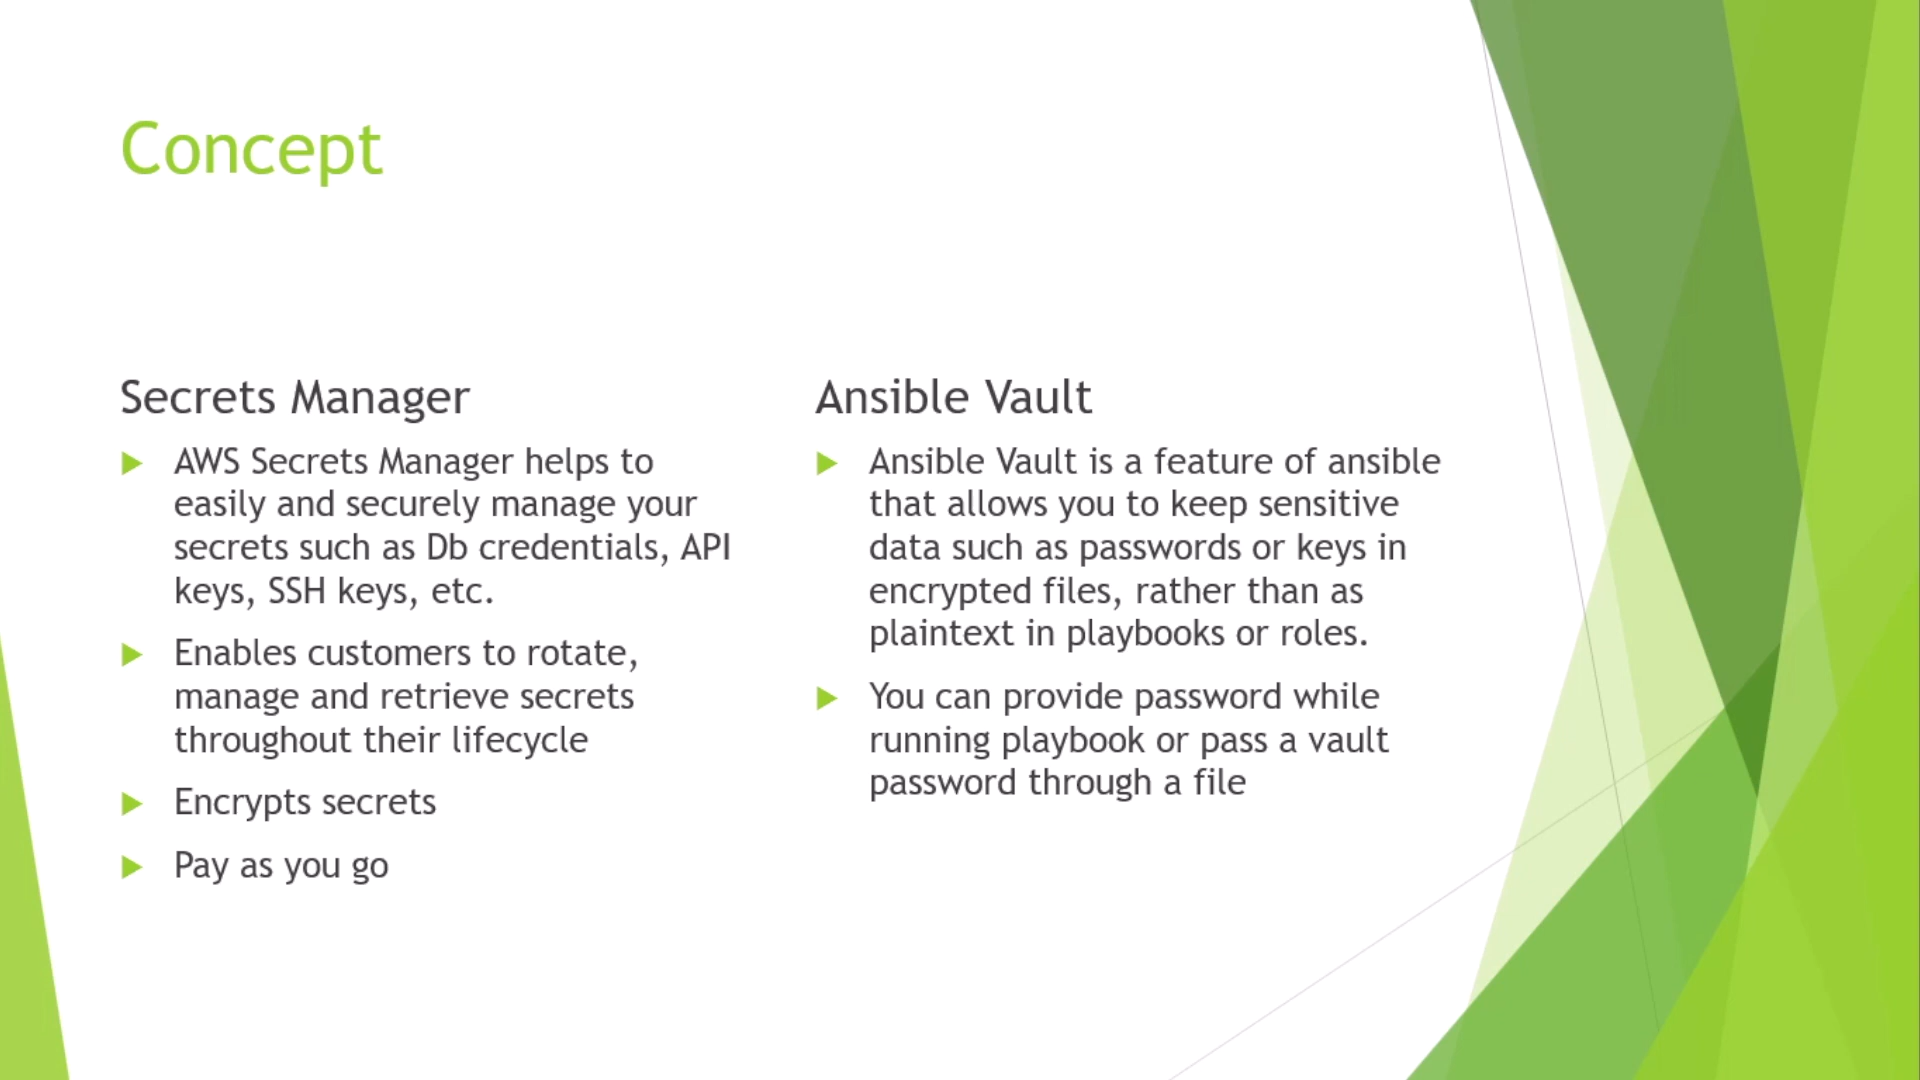 Concept
Secrets Manager
AWS Secrets Manager helps to
easily and securely manage your
secrets such as Db credentials, API
keys, SSH keys, etc.
Enables customers to rotate,
manage and retrieve secrets
throughout their lifecycle
Encrypts secrets
Pay as you go
Ansible Vault
Ansible Vault is a feature of ansible
that allows you to keep sensitive
data such as passwords or keys in
encrypted files, rather than as
plaintext in playbooks or roles.
You can provide password while
running playbook or pass a vault
password through a file